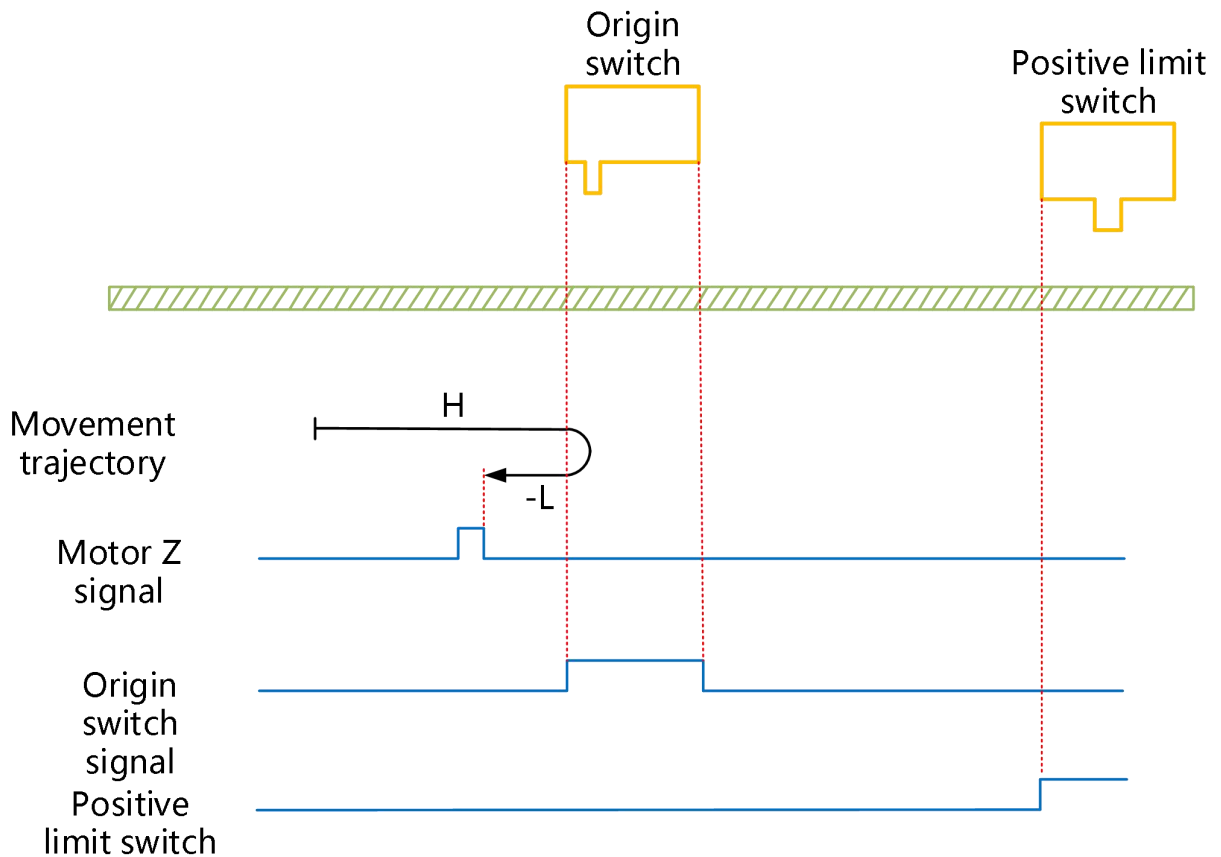 Origin
switch
Positive limit
switch
H
Movement
trajectory
-L
Motor Z
signal
Origin
switch
signal
Positive
limit switch